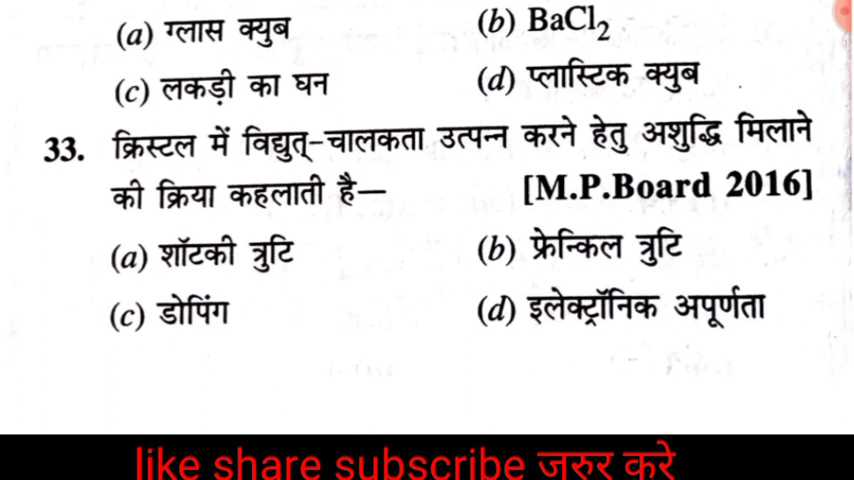 (a) ग्लास क्युब (b) BaCl₂
(c) लकड़ी का घन (d) प्लास्टिक क्युब
33. क्रिस्टल में विद्युत्-चालकता उत्पन्न करने हेतु अशुद्धि मिलाने
की क्रिया कहलाती है— [M.P.Board 2016]
(a) शॉटकी त्रुटि (b) फ्रेन्किल त्रुटि
(c) डोपिंग (d) इलेक्ट्रॉनिक अपूर्णता
like share subscribe जरुर करे